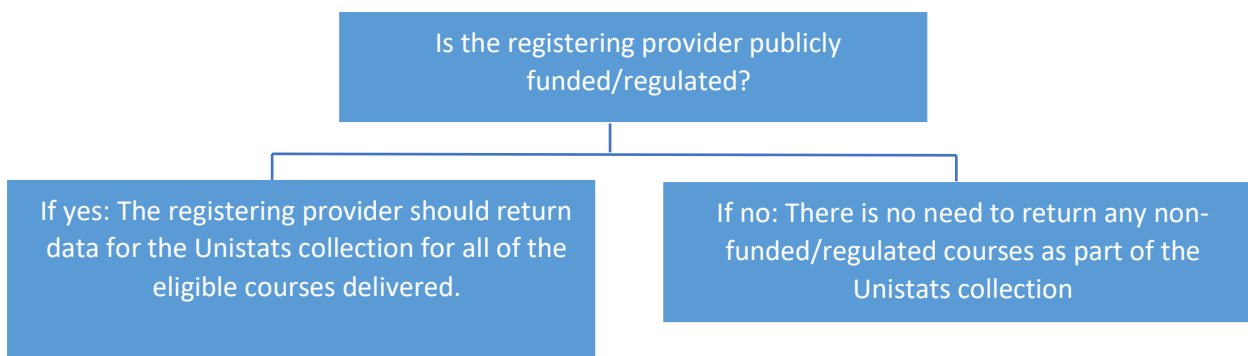 Is the registering provider publicly
funded/regulated?
If yes: The registering provider should return
data for the Unistats collection for all of the
eligible courses delivered.
If no: There is no need to return any non-
funded/regulated courses as part of the
Unistats collection